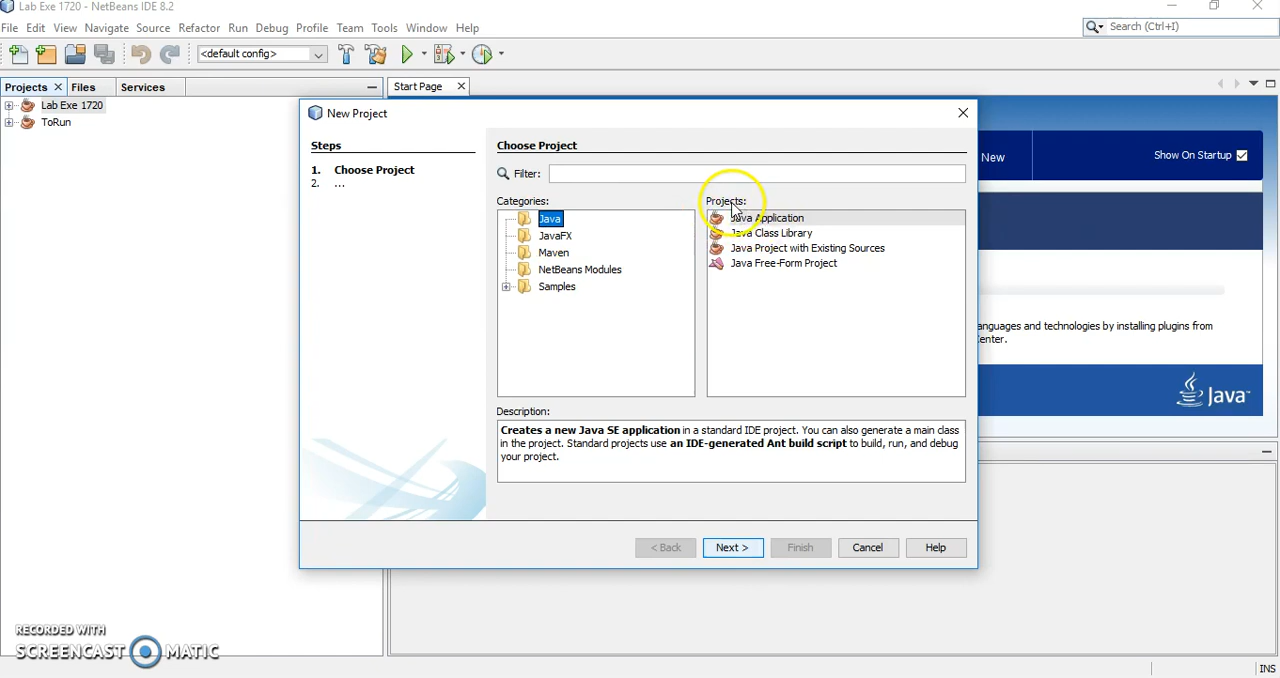 Lab Exe 1720 - NetBeans IDE 8.2
File Edit View Navigate Source Refactor Run Debug Profile Team Tools Window Help
Search (Ctrl+I)
<default config>
Projects Files Services
Start Page
Lab Exe 1720
ToRun
New Project
Steps
1. Choose Project
2. ...
Choose Project
Filter:
Categories:
Java
JavaFX
Maven
NetBeans Modules
Samples
Projects:
Java Application
Java Class Library
Java Project with Existing Sources
Java Free-Form Project
Description:
Creates a new Java SE application in a standard IDE project. You can also generate a main class
in the project. Standard projects use an IDE-generated Ant build script to build, run, and debug
your project.
< Back Next > Finish Cancel Help
New
Show On Startup
anguages and technologies by installing plugins from
enter.
Java™
RECORDED WITH
SCREENCAST MATIC
INS